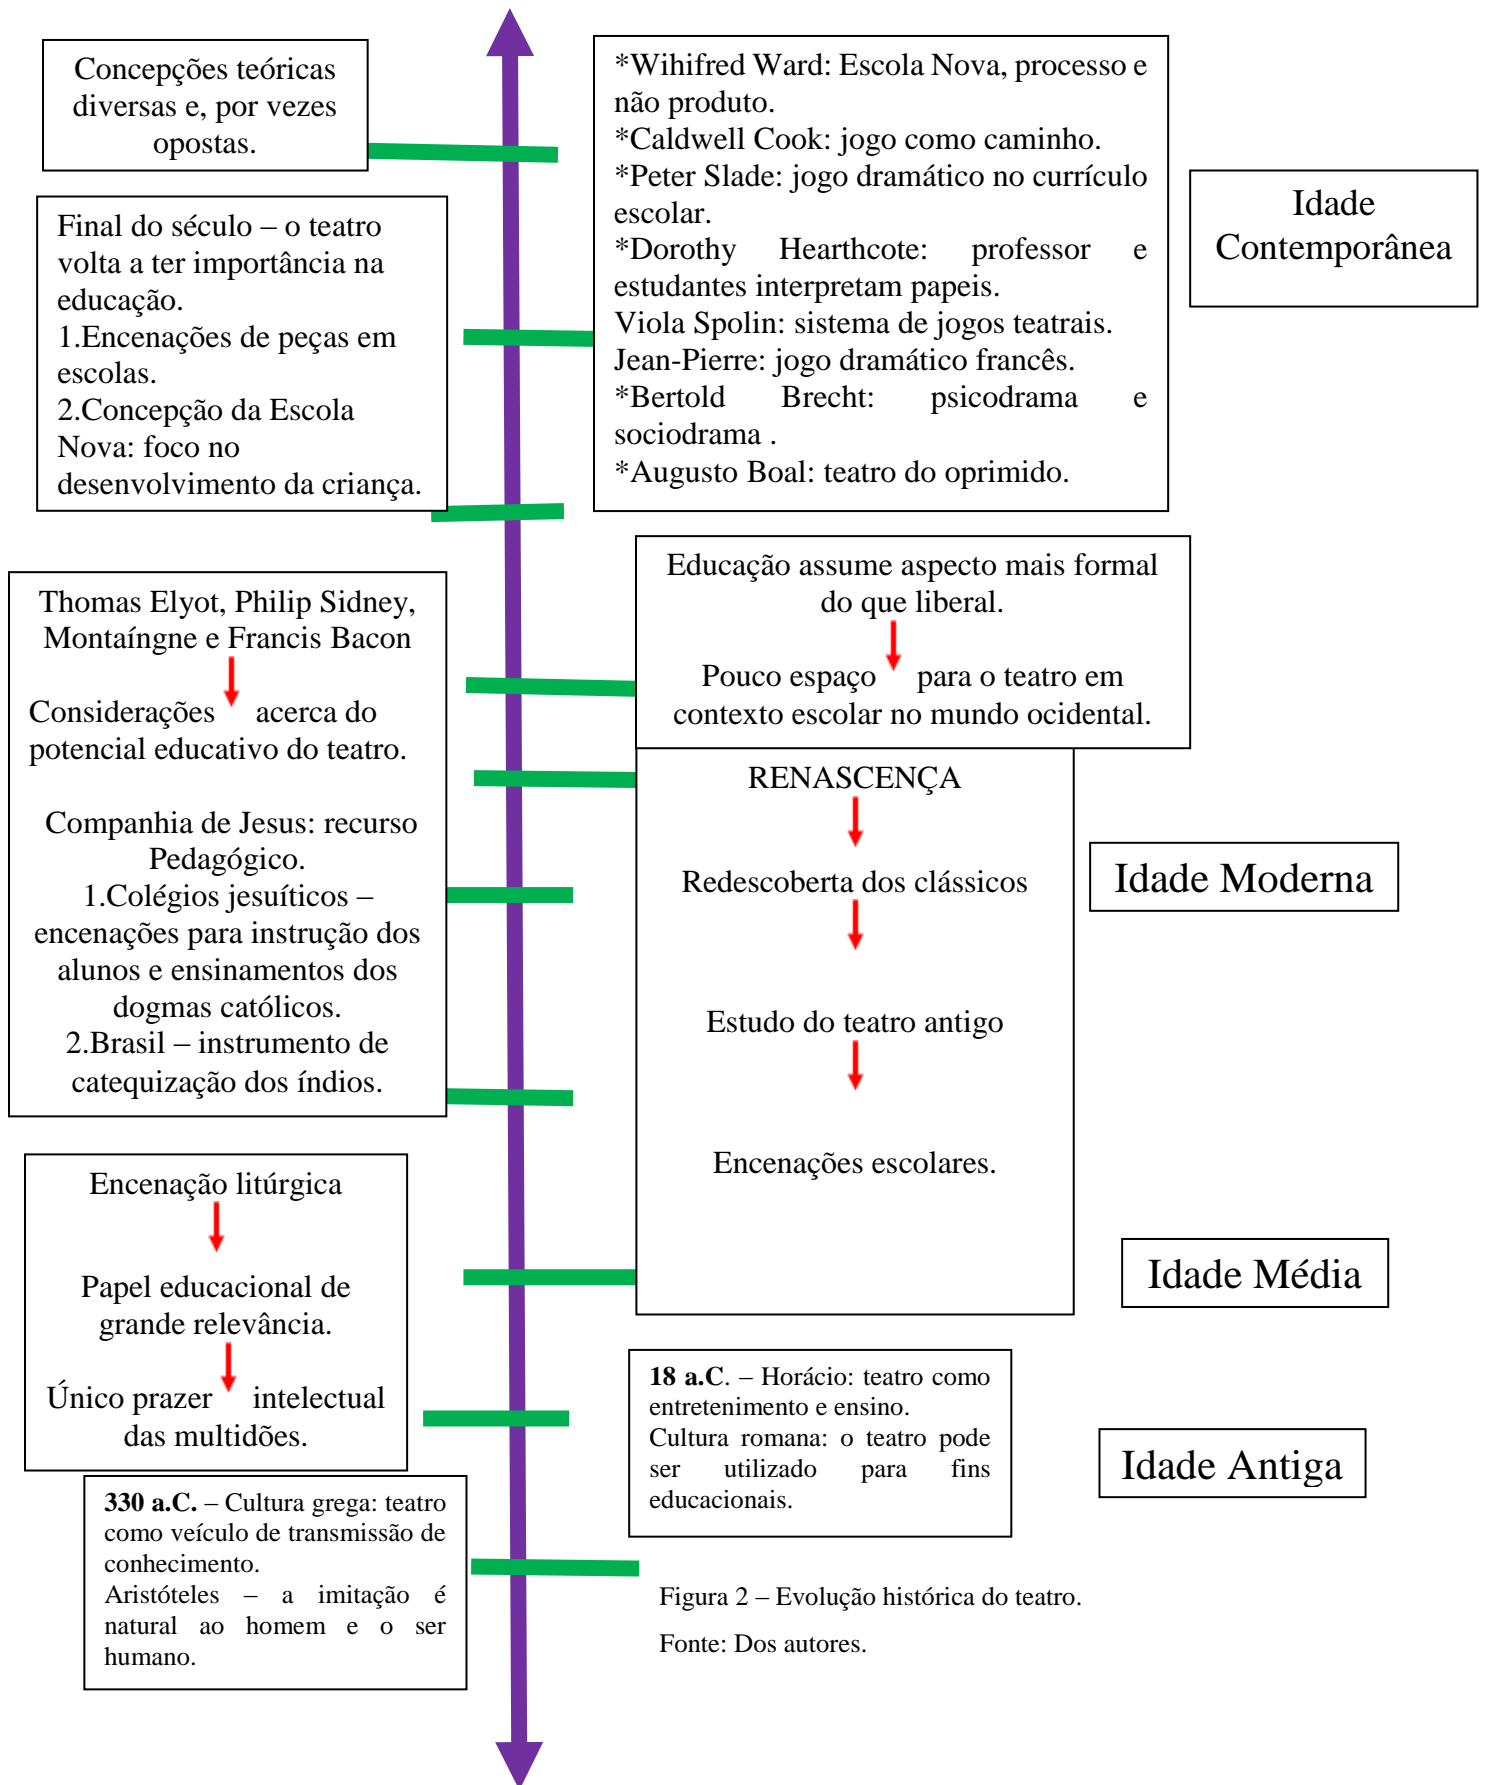 Concepções teóricas
diversas e, por vezes
opostas.
*Wihifred Ward: Escola Nova, processo e
não produto.
*Caldwell Cook: jogo como caminho.
*Peter Slade: jogo dramático no currículo
escolar.
*Dorothy Hearthcote: professor e
estudantes interpretam papeis.
Viola Spolin: sistema de jogos teatrais.
Jean-Pierre: jogo dramático francês.
*Bertold Brecht: psicodrama e
sociodrama .
*Augusto Boal: teatro do oprimido.
Idade
Contemporânea
Final do século – o teatro
volta a ter importância na
educação.
1.Encenações de peças em
escolas.
2.Concepção da Escola
Nova: foco no
desenvolvimento da criança.
Educação assume aspecto mais formal
do que liberal.
Pouco espaço para o teatro em
contexto escolar no mundo ocidental.
Thomas Elyot, Philip Sidney,
Montaíngne e Francis Bacon
Considerações acerca do
potencial educativo do teatro.
Companhia de Jesus: recurso
Pedagógico.
1.Colégios jesuíticos –
encenações para instrução dos
alunos e ensinamentos dos
dogmas católicos.
2.Brasil – instrumento de
catequização dos índios.
RENASCENÇA
Redescoberta dos clássicos
Estudo do teatro antigo
Encenações escolares.
Idade Moderna
Encenação litúrgica
Papel educacional de
grande relevância.
Único prazer intelectual
das multidões.
Idade Média
18 a.C. – Horácio: teatro como
entretenimento e ensino.
Cultura romana: o teatro pode
ser utilizado para fins
educacionais.
Idade Antiga
330 a.C. – Cultura grega: teatro
como veículo de transmissão de
conhecimento.
Aristóteles – a imitação é
natural ao homem e o ser
humano.
Figura 2 – Evolução histórica do teatro.
Fonte: Dos autores.